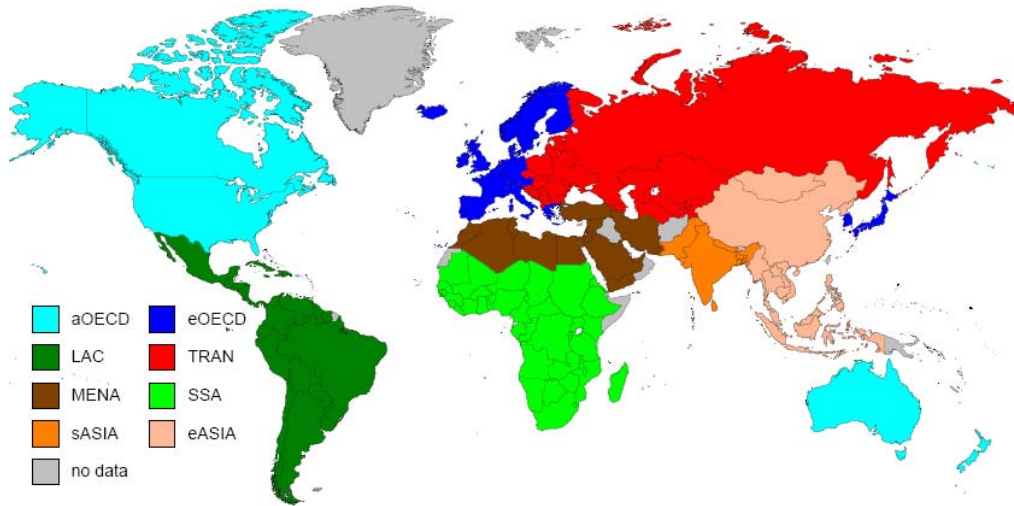 aOECD
eOECD
LAC
TRAN
MENA
SSA
sASIA
eASIA
no data